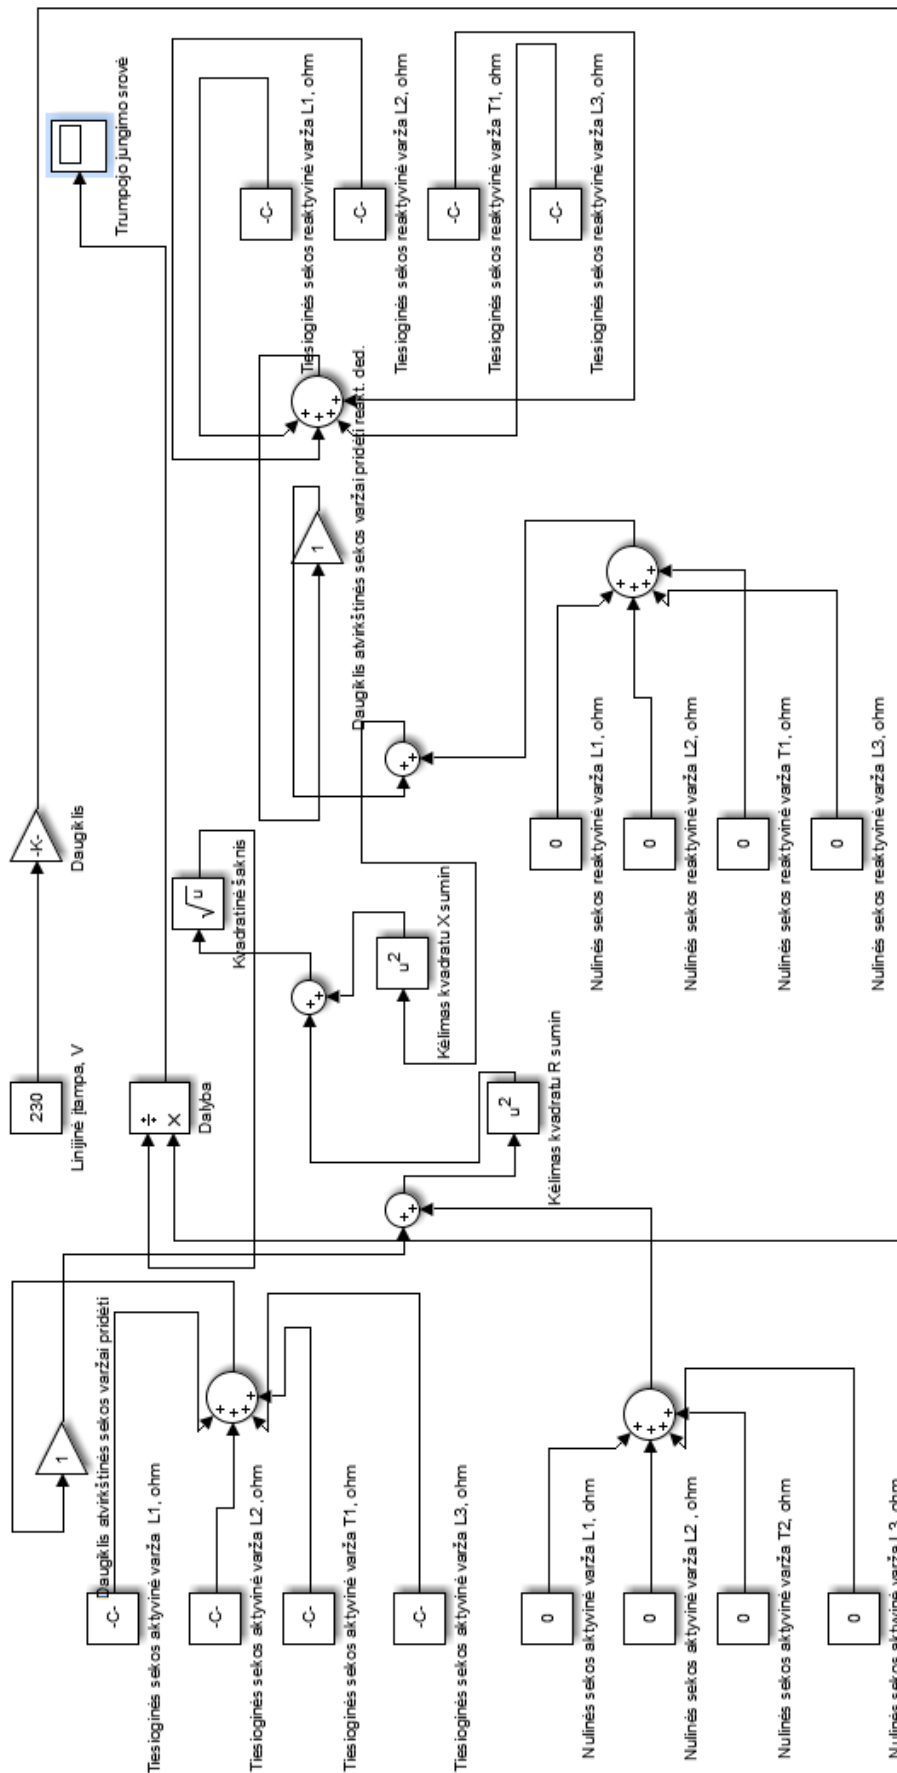 230
Linijinė įtampa, V
-K-
Daugiklis
Trumpojo jungimo srovė
÷
×
Dalyba
√u
Kvadratinė šaknis
1
Daugiklis atvirkštinės sekos varžai pridėti
-C-
Tiesioginės sekos aktyvinė varža L1, ohm
-C-
Tiesioginės sekos aktyvinė varža L2 ,ohm
-C-
Tiesioginės sekos aktyvinė varža T1, ohm
-C-
Tiesioginės sekos aktyvinė varža L3, ohm
+
+
+
+
0
Nulinės sekos aktyvinė varža L1, ohm
0
Nulinės sekos aktyvinė varža L2 , ohm
0
Nulinės sekos aktyvinė varža T2, ohm
0
Nulinės sekos aktyvinė varža L3, ohm
+
+
+
+
+
+
u²
Kėlimas kvadratu R sumin
+
+
u²
Kėlimas kvadratu X sumin
+
+
1
Daugiklis atvirkštinės sekos varžai pridėti reakt. ded.
+
+
+
+
-C-
Tiesioginės sekos reaktyvinė varža L1, ohm
-C-
Tiesioginės sekos reaktyvinė varža L2, ohm
-C-
Tiesioginės sekos reaktyvinė varža T1, ohm
-C-
Tiesioginės sekos reaktyvinė varža L3, ohm
+
+
+
+
0
Nulinės sekos reaktyvinė varža L1, ohm
0
Nulinės sekos reaktyvinė varža L2, ohm
0
Nulinės sekos reaktyvinė varža T1, ohm
0
Nulinės sekos reaktyvinė varža L3, ohm